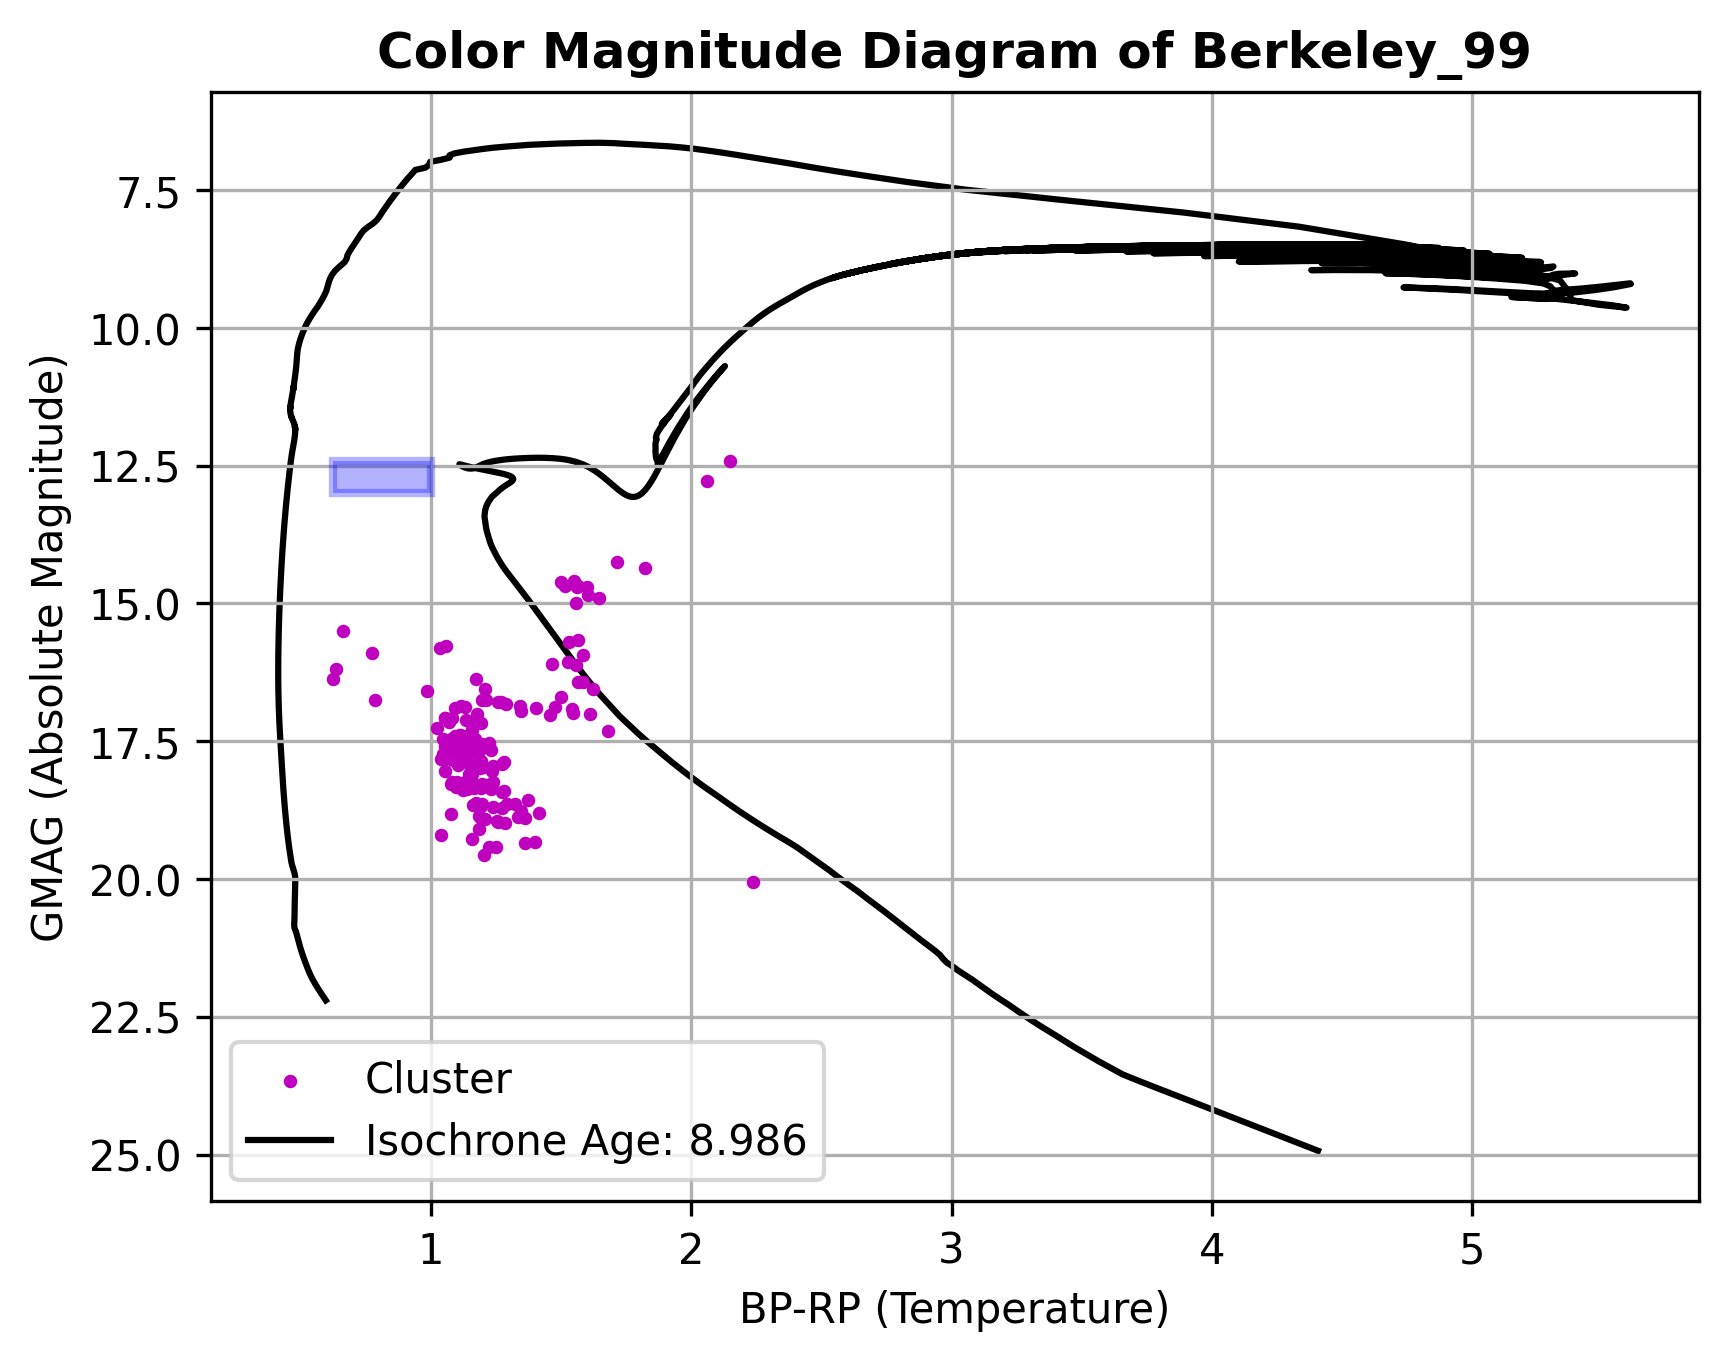 Color Magnitude Diagram of Berkeley_99
GMAG (Absolute Magnitude)
7.5
10.0
12.5
15.0
17.5
20.0
22.5
25.0
Cluster
Isochrone Age: 8.986
1 2 3 4 5
BP-RP (Temperature)